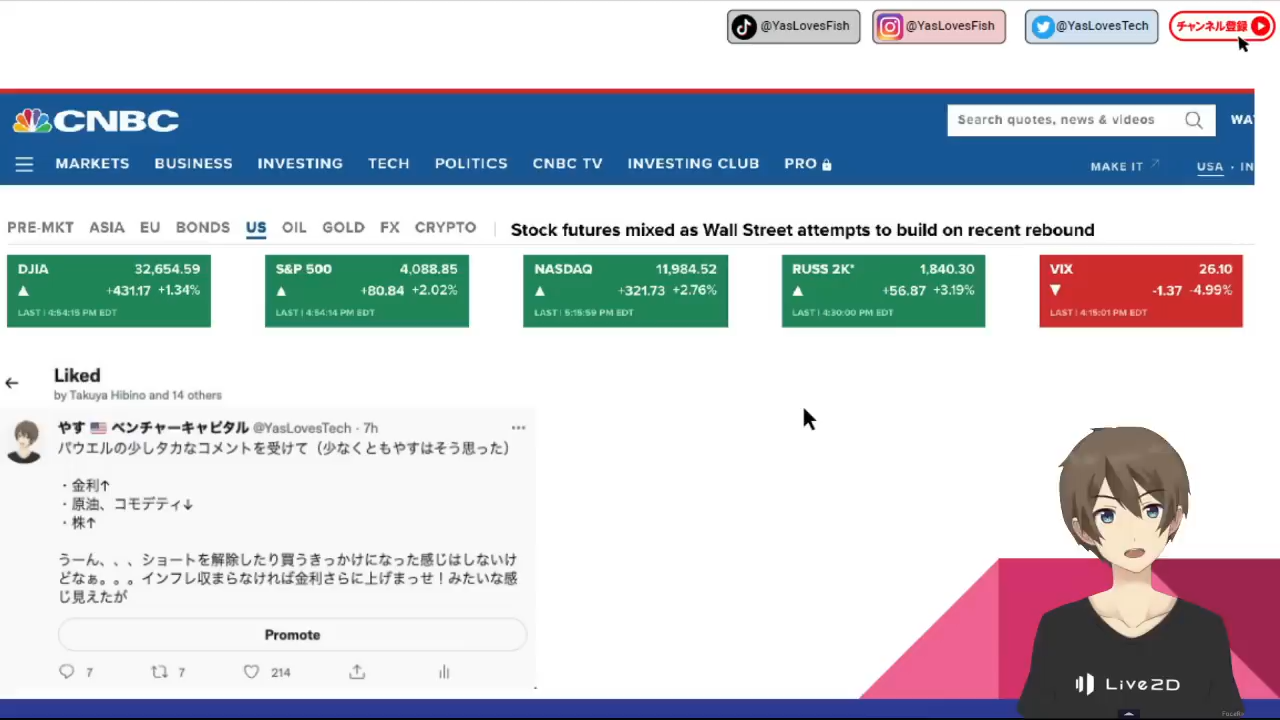 @YasLovesFish
@YasLovesFish
@YasLovesTech
チャンネル登録
CNBC
Search quotes, news & videos
WA
MARKETS BUSINESS INVESTING TECH POLITICS CNBC TV INVESTING CLUB PRO
MAKE IT USA · IN
PRE-MKT ASIA EU BONDS US OIL GOLD FX CRYPTO
Stock futures mixed as Wall Street attempts to build on recent rebound
DJIA 32,654.59
+431.17 +1.34%
LAST | 4:54:15 PM EDT
S&P 500 4,088.85
+80.84 +2.02%
LAST | 4:54:14 PM EDT
NASDAQ 11,984.52
+321.73 +2.76%
LAST | 5:15:59 PM EDT
RUSS 2K* 1,840.30
+56.87 +3.19%
LAST | 4:30:00 PM EDT
VIX 26.10
-1.37 -4.99%
LAST | 4:15:01 PM EDT
Liked
by Takuya Hibino and 14 others
やす 🇺🇸 ベンチャーキャピタル @YasLovesTech · 7h
パウエルの少しタカなコメントを受けて（少なくともやすはそう思った）
・金利↑
・原油、コモデティ↓
・株↑
うーん、、、ショートを解除したり買うきっかけになった感じはしないけ
どなぁ。。。インフレ収まらなければ金利さらに上げまっせ！みたいな感
じ見えたが
Promote
7 7 214
Live2D